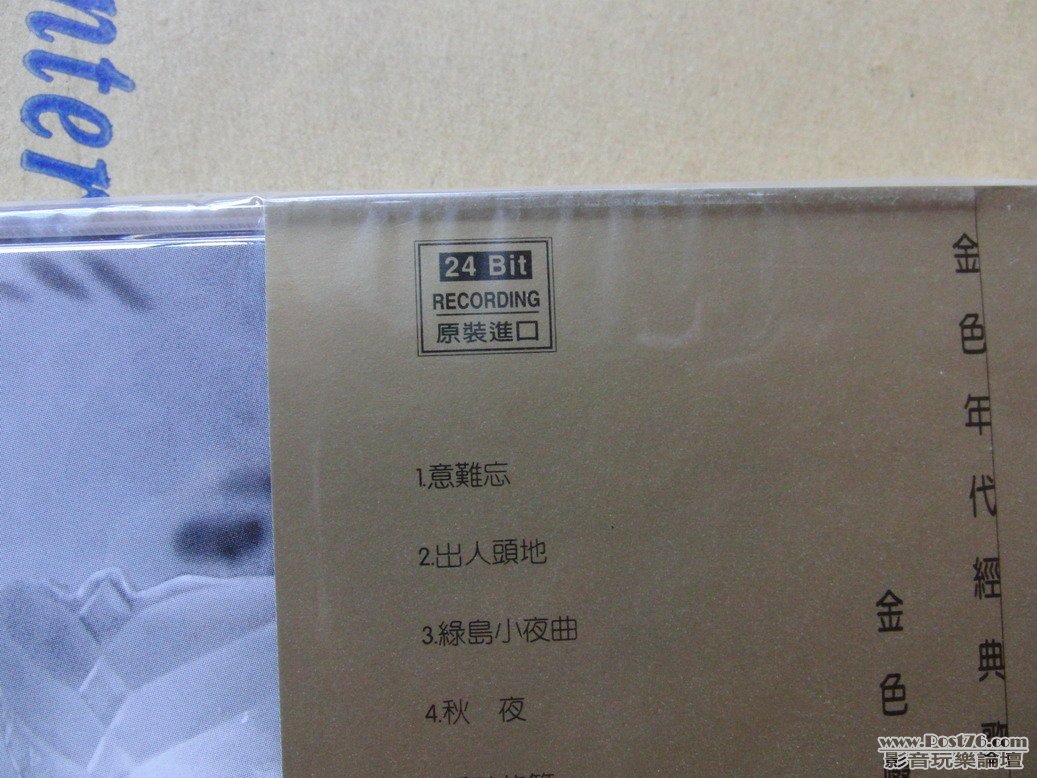 nter
24 Bit
RECORDING
原裝進口
1.意難忘
2.出人頭地
3.綠島小夜曲
4.秋 夜
金色年代經典歌
金色
www.Post76.com
影音玩樂論壇